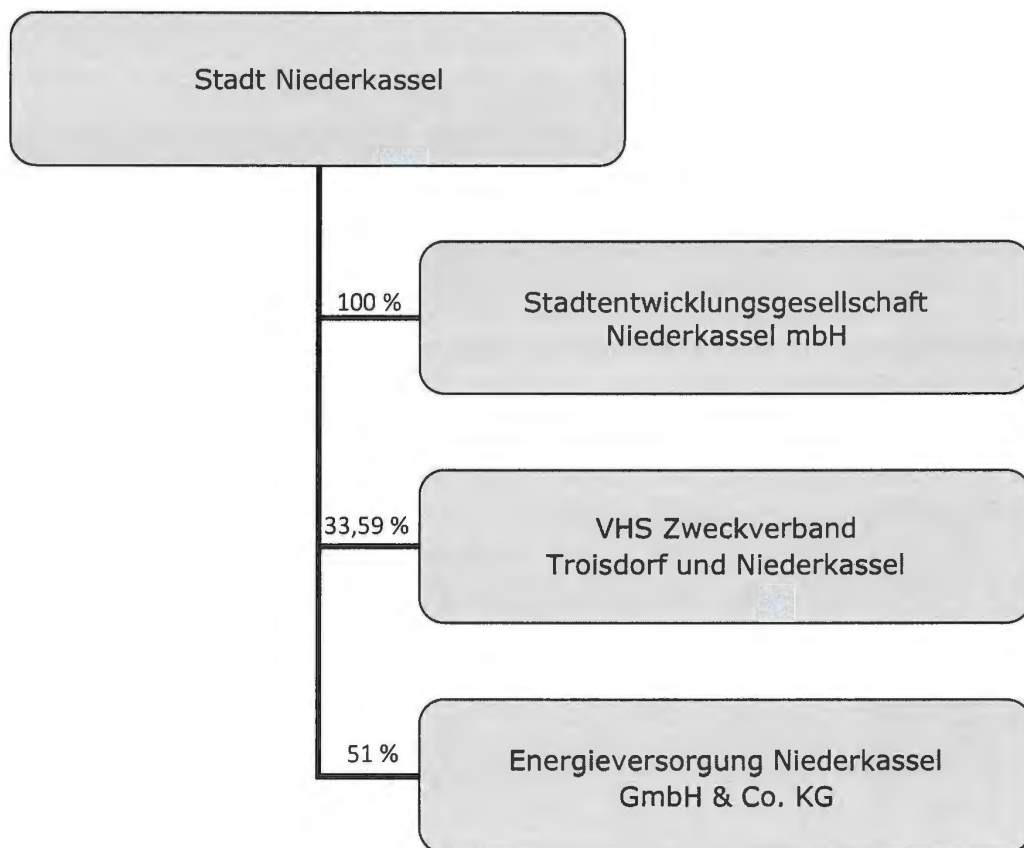 Stadt Niederkassel
100 %
Stadtentwicklungsgesellschaft
Niederkassel mbH
33,59 %
VHS Zweckverband
Troisdorf und Niederkassel
51 %
Energieversorgung Niederkassel
GmbH & Co. KG